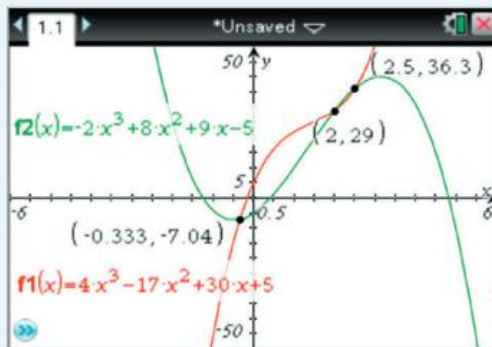 1.1 *Unsaved
50 y
(2.5, 36.3)
f2(x)=-2·x³+8·x²+9·x-5
(2, 29)
5
-6 0.5 6 x
(-0.333, -7.04)
f1(x)=4·x³-17·x²+30·x+5
-50